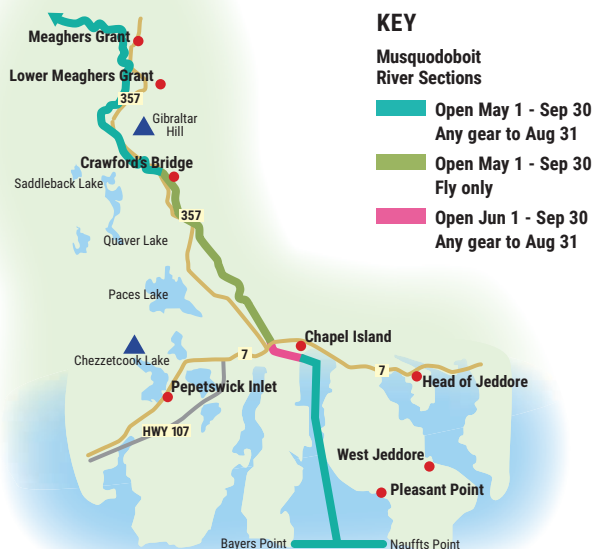 KEY
Musquodoboit
River Sections
Open May 1 - Sep 30
Any gear to Aug 31
Open May 1 - Sep 30
Fly only
Open Jun 1 - Sep 30
Any gear to Aug 31
Meaghers Grant
Lower Meaghers Grant
357
Gibraltar
Hill
Crawford's Bridge
Saddleback Lake
357
Quaver Lake
Paces Lake
Chapel Island
7
Chezzetcook Lake
7
Head of Jeddore
Pepetswick Inlet
HWY 107
West Jeddore
Pleasant Point
Bayers Point
Nauffts Point